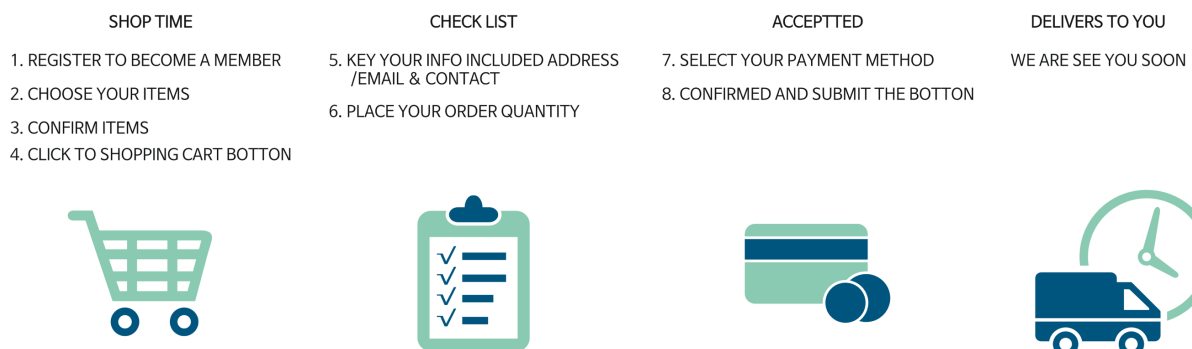 SHOP TIME
1. REGISTER TO BECOME A MEMBER
2. CHOOSE YOUR ITEMS
3. CONFIRM ITEMS
4. CLICK TO SHOPPING CART BOTTON
CHECK LIST
5. KEY YOUR INFO INCLUDED ADDRESS
/EMAIL & CONTACT
6. PLACE YOUR ORDER QUANTITY
ACCEPTTED
7. SELECT YOUR PAYMENT METHOD
8. CONFIRMED AND SUBMIT THE BOTTON
DELIVERS TO YOU
WE ARE SEE YOU SOON